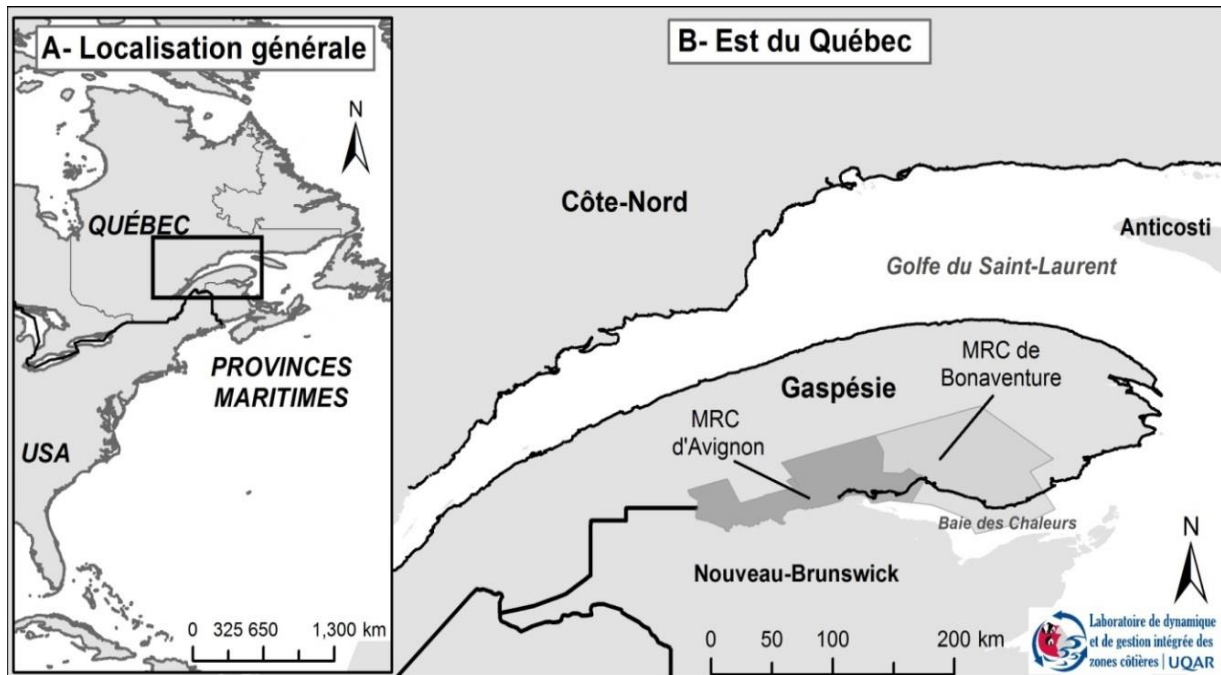 A- Localisation générale
N
QUÉBEC
PROVINCES
MARITIMES
USA
0 325 650 1,300 km
B- Est du Québec
Côte-Nord
Anticosti
Golfe du Saint-Laurent
MRC de
Bonaventure
Gaspésie
MRC
d'Avignon
Baie des Chaleurs
Nouveau-Brunswick
N
0 50 100 200 km
Laboratoire de dynamique
et de gestion intégrée des
zones côtières | UQAR